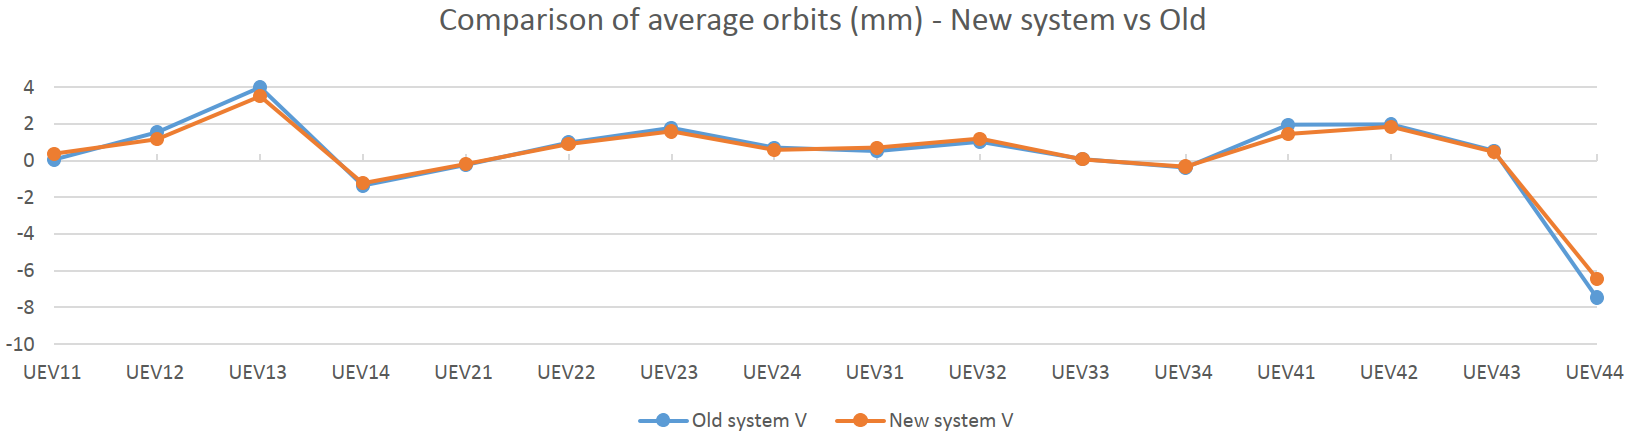 Comparison of average orbits (mm) - New system vs Old
4
2
0
-2
-4
-6
-8
-10
UEV11 UEV12 UEV13 UEV14 UEV21 UEV22 UEV23 UEV24 UEV31 UEV32 UEV33 UEV34 UEV41 UEV42 UEV43 UEV44
Old system V New system V